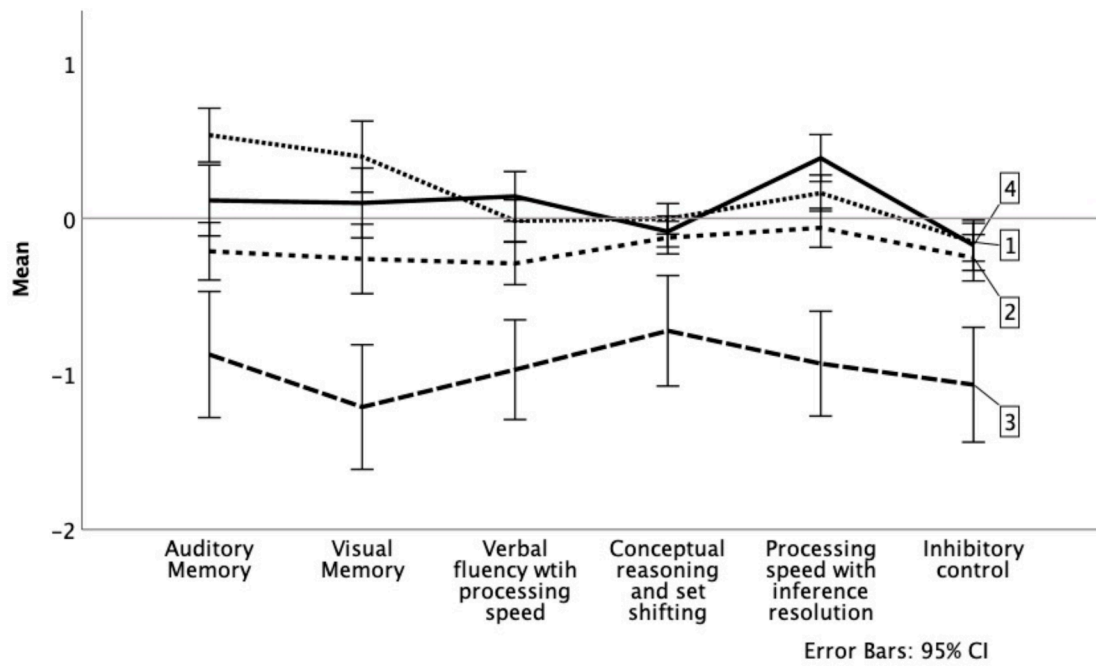 1
0
-1
-2
Mean
4
1
2
3
Auditory
Memory
Visual
Memory
Verbal
fluency wtih
processing
speed
Conceptual
reasoning
and set
shifting
Processing
speed with
inference
resolution
Inhibitory
control
Error Bars: 95% CI